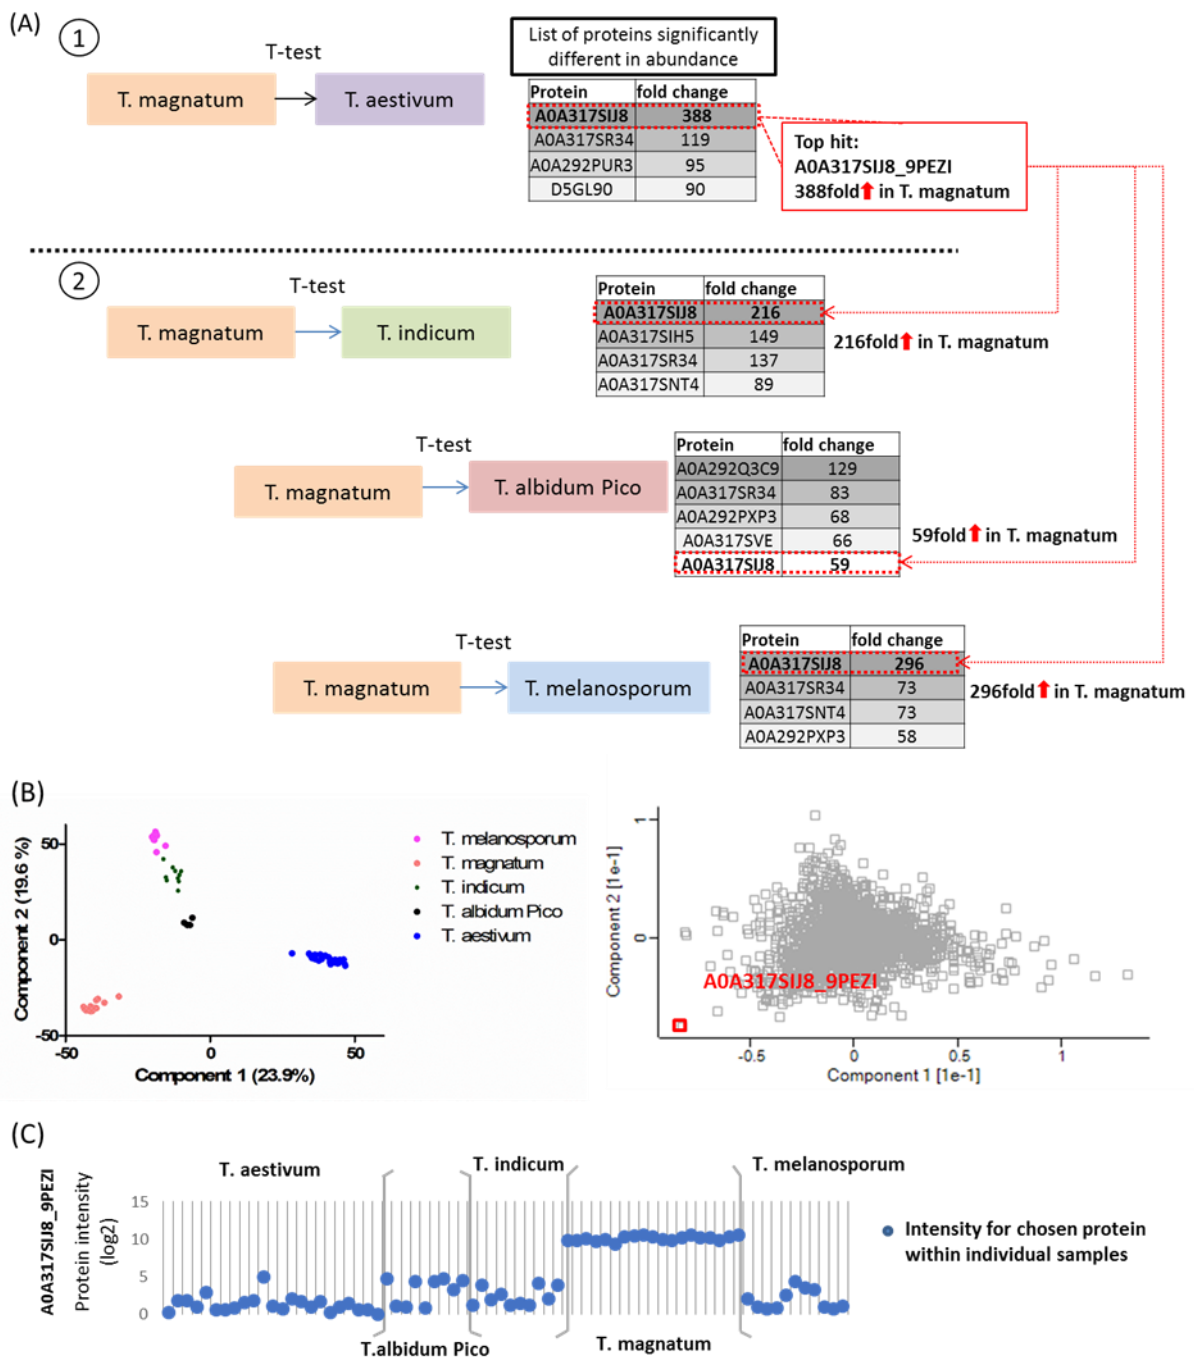 (A)
1
T-test
T. magnatum
T. aestivum
List of proteins significantly
different in abundance
Protein fold change
A0A317SIJ8 388
A0A317SR34 119
A0A292PUR3 95
D5GL90 90
Top hit:
A0A317SIJ8_9PEZI
388fold in T. magnatum
2
T-test
T. magnatum
T. indicum
Protein fold change
A0A317SIJ8 216
A0A317SIH5 149
A0A317SR34 137
A0A317SNT4 89
216fold in T. magnatum
T-test
T. magnatum
T. albidum Pico
Protein fold change
A0A292Q3C9 129
A0A317SR34 83
A0A292PXP3 68
A0A317SVE 66
A0A317SIJ8 59
59fold in T. magnatum
T-test
T. magnatum
T. melanosporum
Protein fold change
A0A317SIJ8 296
A0A317SR34 73
A0A317SNT4 73
A0A292PXP3 58
296fold in T. magnatum
(B)
Component 2 (19.6 %)
50
0
-50
-50 0 50
Component 1 (23.9%)
T. melanosporum
T. magnatum
T. indicum
T. albidum Pico
T. aestivum
Component 2 [1e-1]
1
0
A0A317SIJ8_9PEZI
-0.5 0 0.5 1
Component 1 [1e-1]
(C)
A0A317SIJ8_9PEZI
Protein intensity
(log2)
15
10
5
0
T. aestivum
T. indicum
T. melanosporum
T.albidum Pico
T. magnatum
Intensity for chosen protein
within individual samples